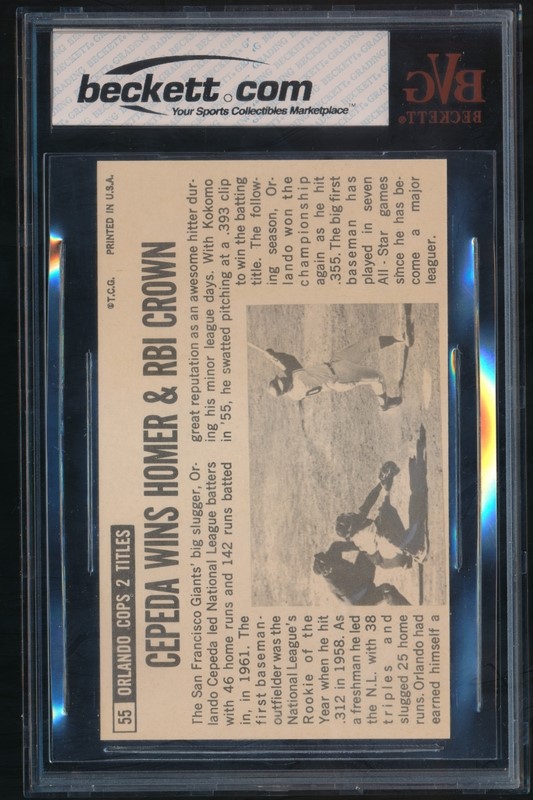 beckett.com
Your Sports Collectibles Marketplace™
BVG
BECKETT®
55 ORLANDO COPS 2 TITLES
©T.C.G. PRINTED IN U.S.A.
CEPEDA WINS HOMER & RBI CROWN
The San Francisco Giants' big slugger, Or-
lando Cepeda led National League batters
with 46 home runs and 142 runs batted
in, in 1961. The
first baseman-
outfielder was the
National League's
Rookie of the
Year when he hit
.312 in 1958. As
a freshman he led
the N.L. with 38
triples and
slugged 25 home
runs. Orlando had
earned himself a
great reputation as an awesome hitter dur-
ing his minor league days. With Kokomo
in '55, he swatted pitching at a .393 clip
to win the batting
title. The follow-
ing season, Or-
lando won the
championship
again as he hit
.355. The big first
baseman has
played in seven
All-Star games
since he has be-
come a major
leaguer.